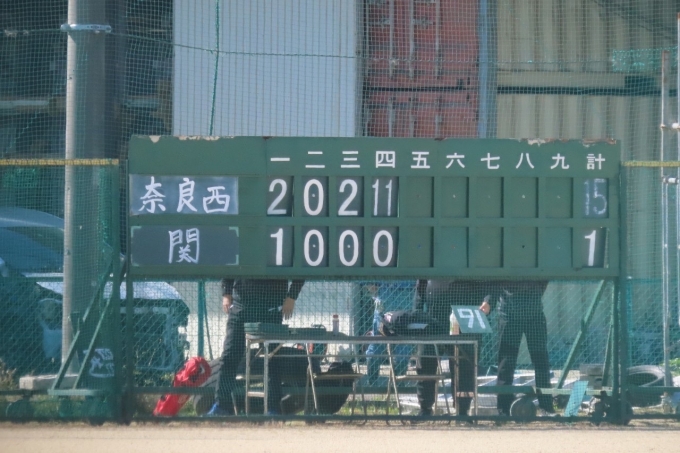 一 二 三 四 五 六 七 八 九 計
奈良西 2 0 2 11 15
関 1 0 0 0 1
91